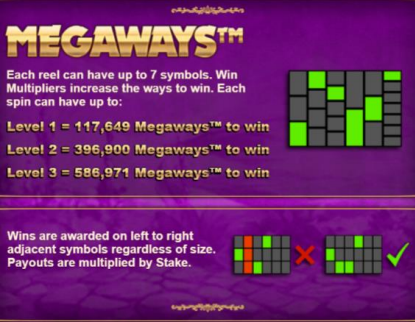 MEGAWAYS™
Each reel can have up to 7 symbols. Win
Multipliers increase the ways to win. Each
spin can have up to:
Level 1 = 117,649 Megaways™ to win
Level 2 = 396,900 Megaways™ to win
Level 3 = 586,971 Megaways™ to win
Wins are awarded on left to right
adjacent symbols regardless of size.
Payouts are multiplied by Stake.